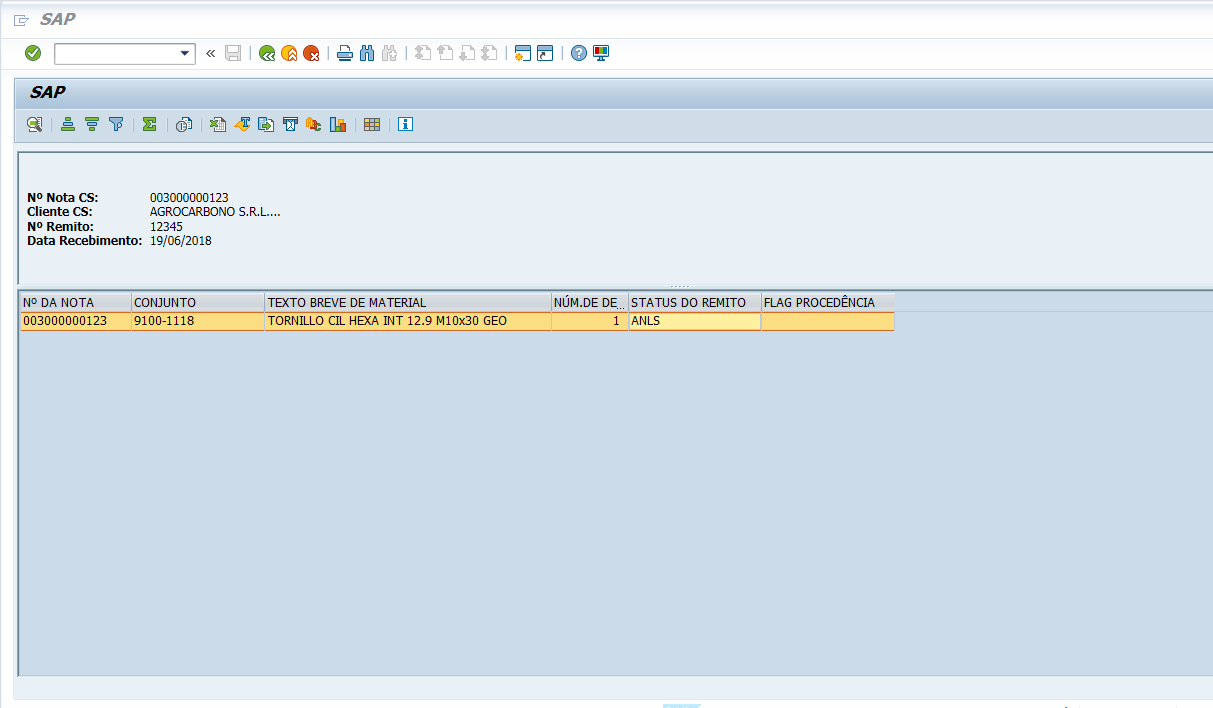 SAP
SAP
Nº Nota CS: 003000000123
Cliente CS: AGROCARBONO S.R.L....
Nº Remito: 12345
Data Recebimento: 19/06/2018
Nº DA NOTA CONJUNTO TEXTO BREVE DE MATERIAL NÚM.DE DE... STATUS DO REMITO FLAG PROCEDÊNCIA
003000000123 9100-1118 TORNILLO CIL HEXA INT 12.9 M10x30 GEO 1 ANLS